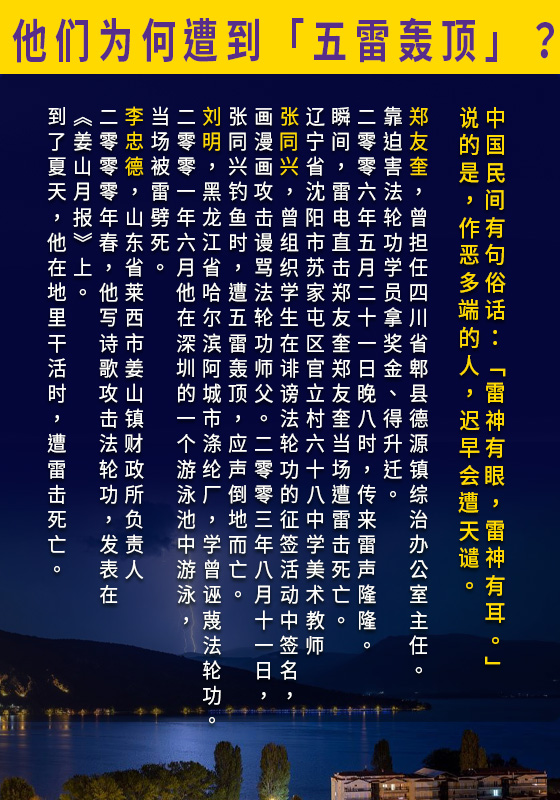 他们为何遭到「五雷轰顶」？
中国民间有句俗话：「雷神有眼，雷神有耳。」
说的是，作恶多端的人，迟早会遭天谴。
郑友奎，曾担任四川省郫县德源镇综治办公室主任。
靠迫害法轮功学员拿奖金、得升迁。
二零零六年五月二十一日晚八时，传来雷声隆隆。
瞬间，雷电直击郑友奎郑友奎当场遭雷击死亡。
辽宁省沈阳市苏家屯区官立村六十八中学美术教师
张同兴，曾组织学生在诽谤法轮功的征签活动中签名，
画漫画攻击谩骂法轮功师父。二零零三年八月十一日，
张同兴钓鱼时，遭五雷轰顶，应声倒地而亡。
刘明，黑龙江省哈尔滨阿城市涤纶厂，学曾诬蔑法轮功。
二零零一年六月他在深圳的一个游泳池中游泳，
当场被雷劈死。
李忠德，山东省莱西市姜山镇财政所负责人
二零零零年春，他写诗歌攻击法轮功，发表在
《姜山月报》上。
到了夏天，他在地里干活时，遭雷击死亡。